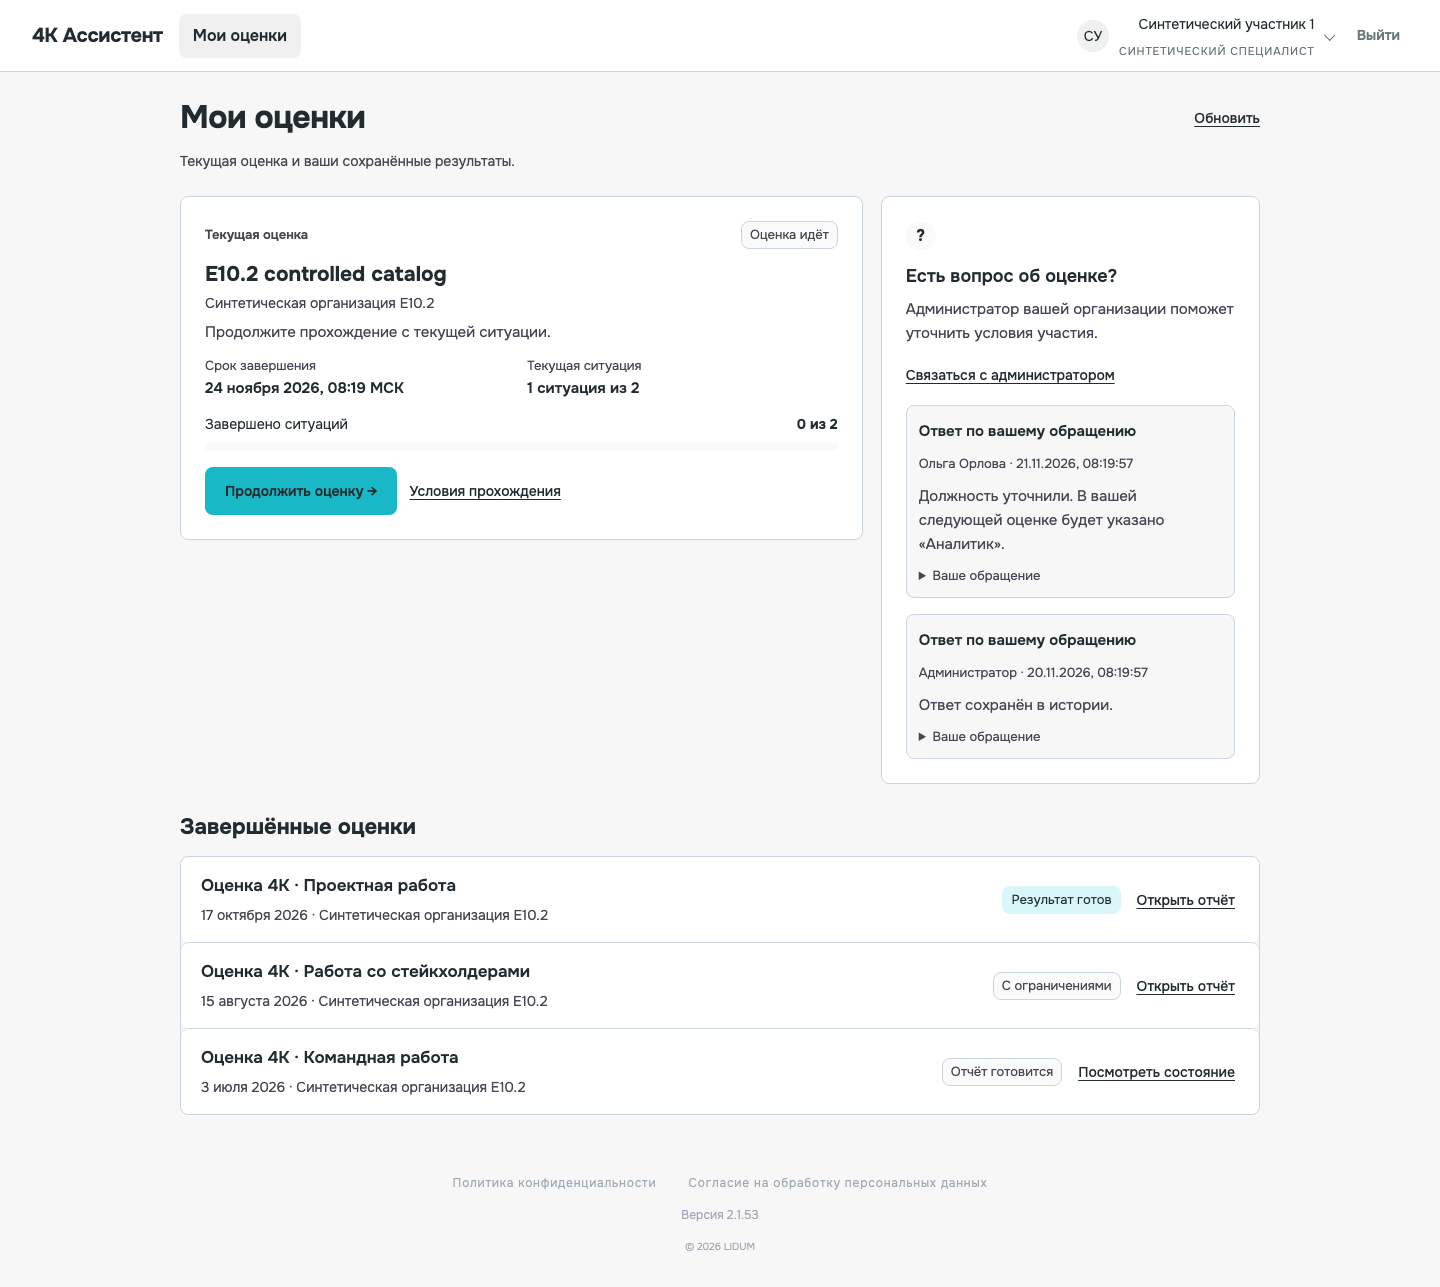 4К Ассистент
Мои оценки
СУ
Синтетический участник 1
СИНТЕТИЧЕСКИЙ СПЕЦИАЛИСТ
Выйти
Мои оценки
Обновить
Текущая оценка и ваши сохранённые результаты.
Текущая оценка
Оценка идёт
E10.2 controlled catalog
Синтетическая организация E10.2
Продолжите прохождение с текущей ситуации.
Срок завершения
24 ноября 2026, 08:19 МСК
Текущая ситуация
1 ситуация из 2
Завершено ситуаций
0 из 2
Продолжить оценку →
Условия прохождения
?
Есть вопрос об оценке?
Администратор вашей организации поможет
уточнить условия участия.
Связаться с администратором
Ответ по вашему обращению
Ольга Орлова · 21.11.2026, 08:19:57
Должность уточнили. В вашей
следующей оценке будет указано
«Аналитик».
▶ Ваше обращение
Ответ по вашему обращению
Администратор · 20.11.2026, 08:19:57
Ответ сохранён в истории.
▶ Ваше обращение
Завершённые оценки
Оценка 4К · Проектная работа
17 октября 2026 · Синтетическая организация E10.2
Результат готов
Открыть отчёт
Оценка 4К · Работа со стейкхолдерами
15 августа 2026 · Синтетическая организация E10.2
С ограничениями
Открыть отчёт
Оценка 4К · Командная работа
3 июля 2026 · Синтетическая организация E10.2
Отчёт готовится
Посмотреть состояние
Политика конфиденциальности
Согласие на обработку персональных данных
Версия 2.1.53
© 2026 LIDUM